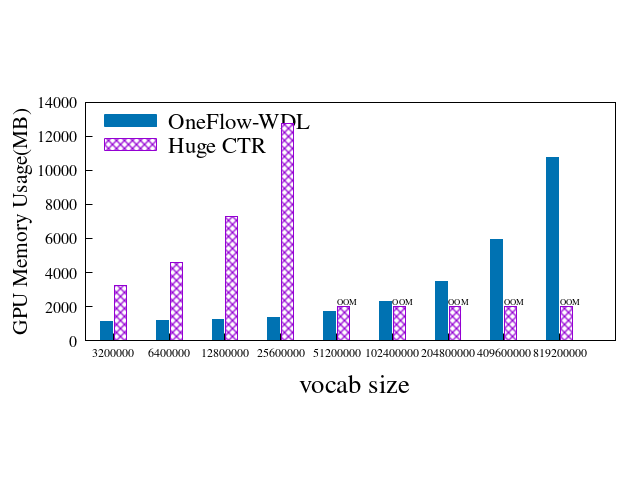 14000
12000
10000
8000
6000
4000
2000
0
GPU Memory Usage(MB)
OneFlow-WDL
Huge CTR
OOM OOM OOM OOM OOM
3200000 6400000 12800000 25600000 51200000 102400000 204800000 409600000 819200000
vocab size